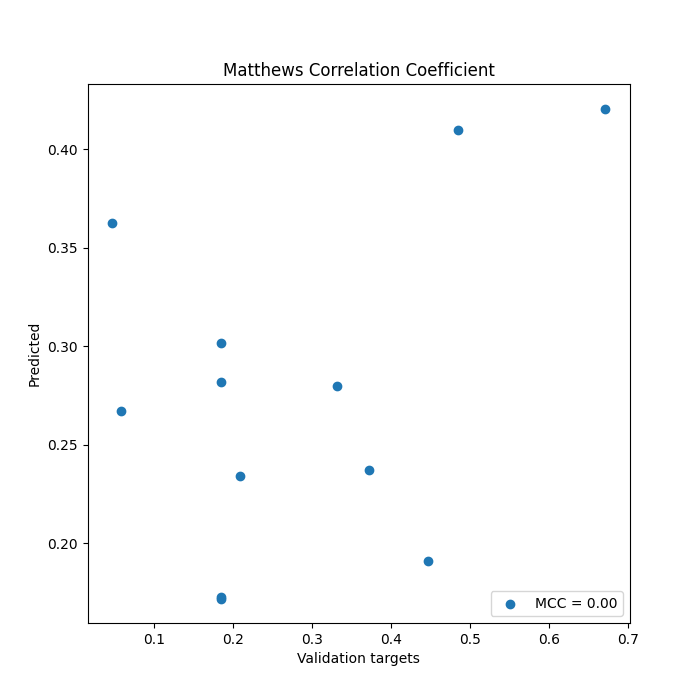 Matthews Correlation Coefficient
0.40
0.35
0.30
0.25
0.20
Predicted
MCC = 0.00
0.1 0.2 0.3 0.4 0.5 0.6 0.7
Validation targets